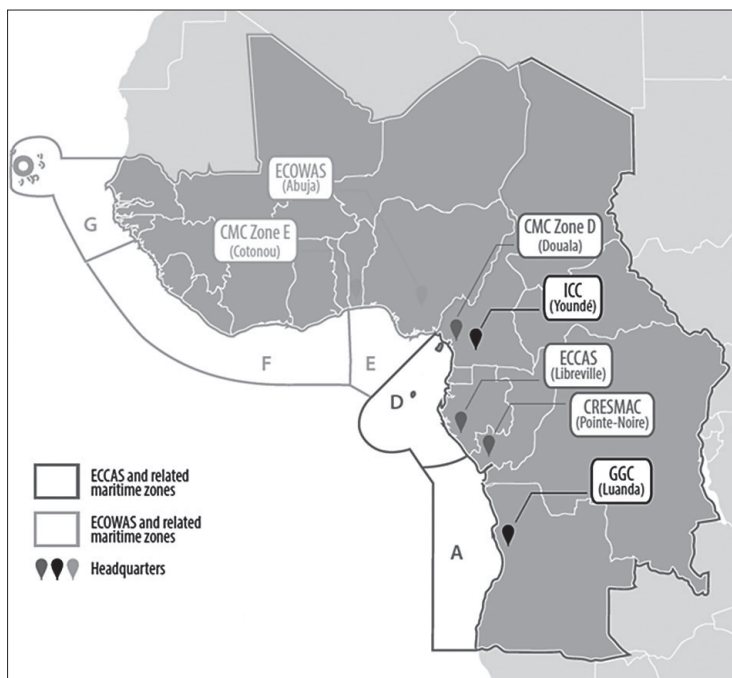 ECOWAS
(Abuja)
CMC Zone E
(Cotonou)
CMC Zone D
(Douala)
ICC
(Youndé)
ECCAS
(Libreville)
CRESMAC
(Pointe-Noire)
GGC
(Luanda)
G
F
E
D
A
ECCAS and related
maritime zones
ECOWAS and related
maritime zones
Headquarters